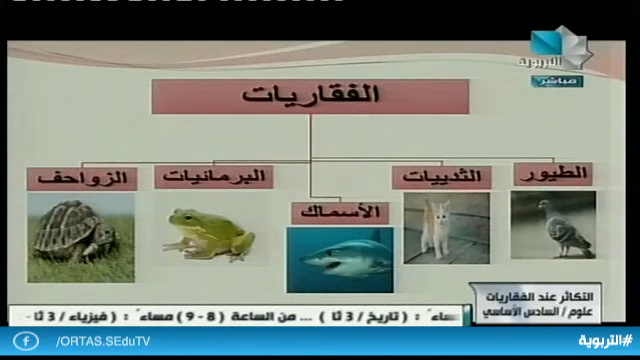 التربوية
مباشر
الفقاريات
الطيور
الثدييات
الأسماك
البرمائيات
الزواحف
التكاثر عند الفقاريات
علوم / السادس الأساسي
مساءً : ( تاريخ / 3 ثا ) ... من الساعة (8 - 9) مساءً : ( فيزياء / 3 ثا -
/ORTAS.SEduTV
#التربوية